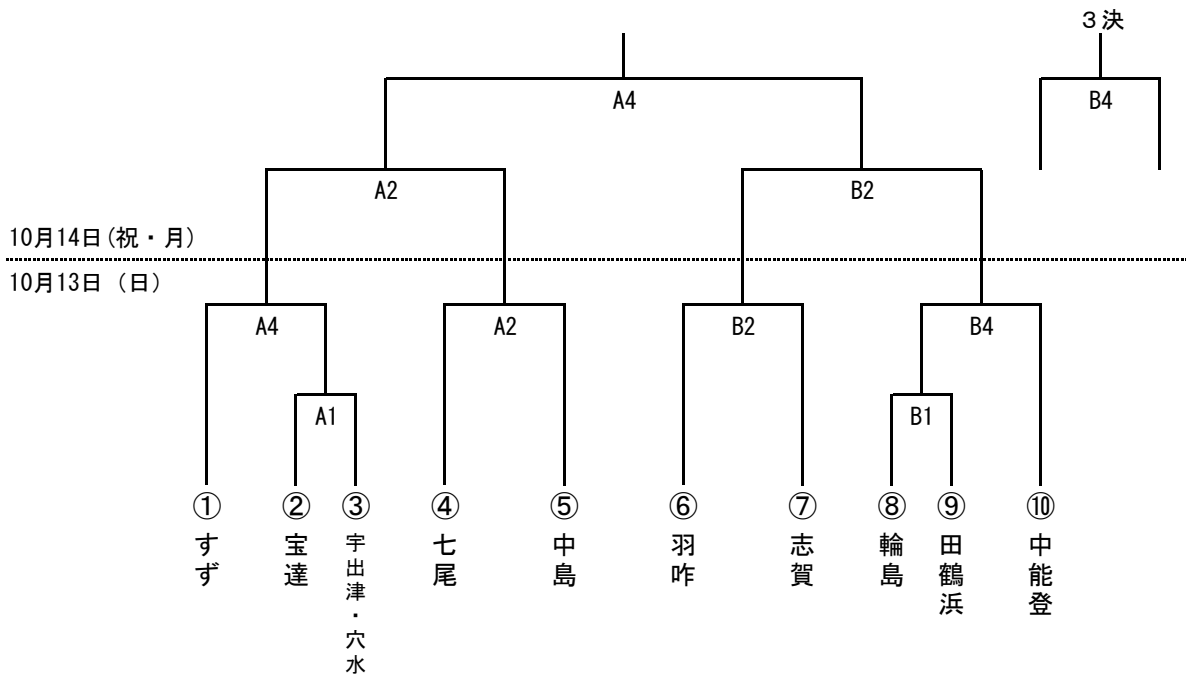 3決
A4
B4
A2
B2
10月14日(祝・月)
10月13日 (日)
A4
A2
B2
B4
A1
B1
①
②
③
④
⑤
⑥
⑦
⑧
⑨
⑩
すず
宝達
宇出津・穴水
七尾
中島
羽咋
志賀
輪島
田鶴浜
中能登